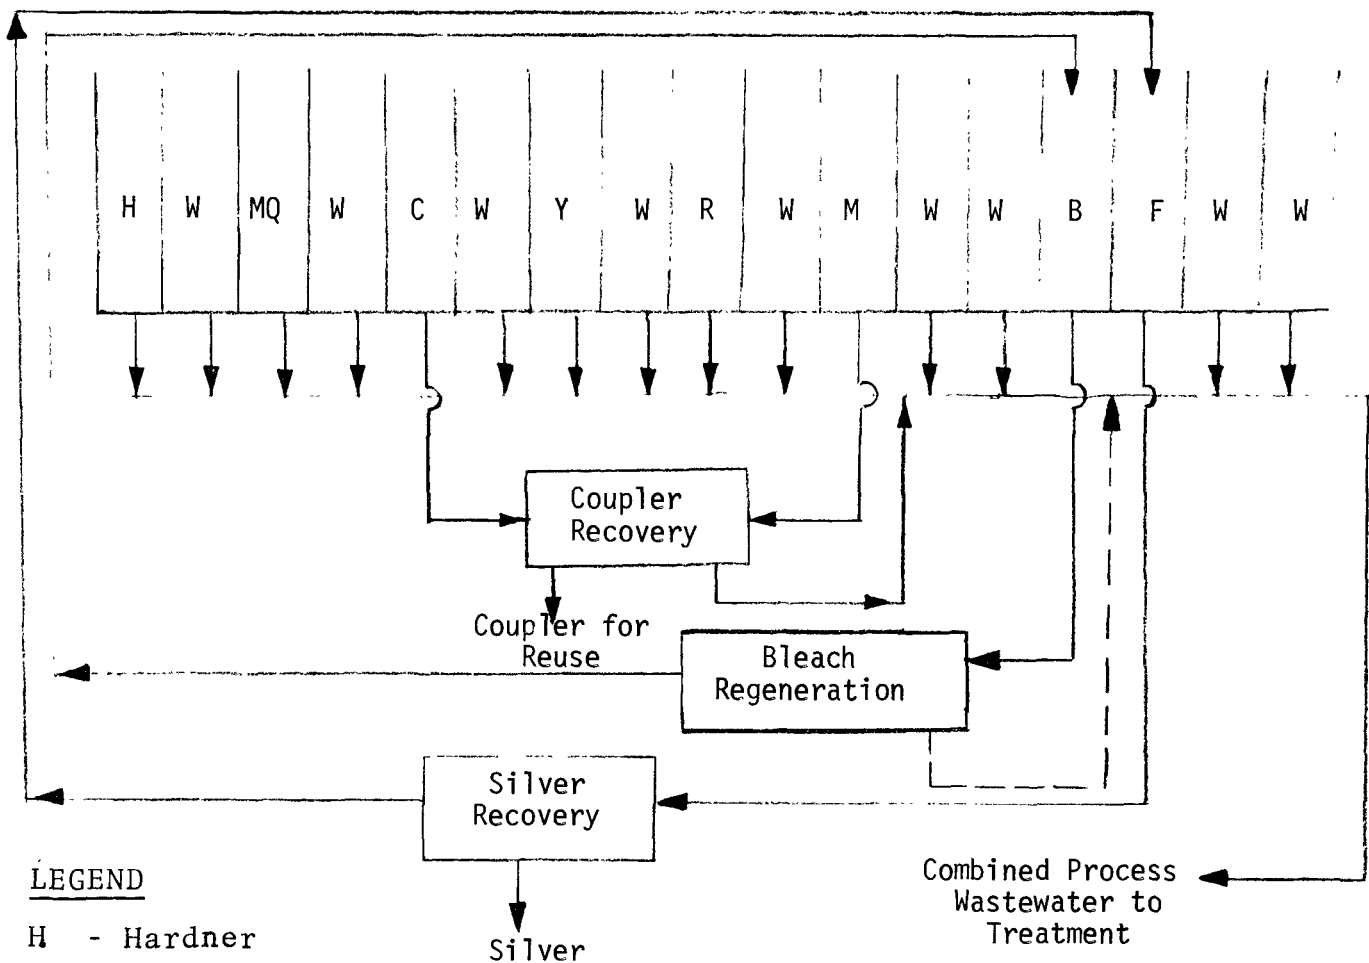 H W MQ W C W Y W R W M W W B F W W
Coupler
Recovery
Coupler for
Reuse
Bleach
Regeneration
Silver
Recovery
Silver
Combined Process
Wastewater to
Treatment
LEGEND
H - Hardner